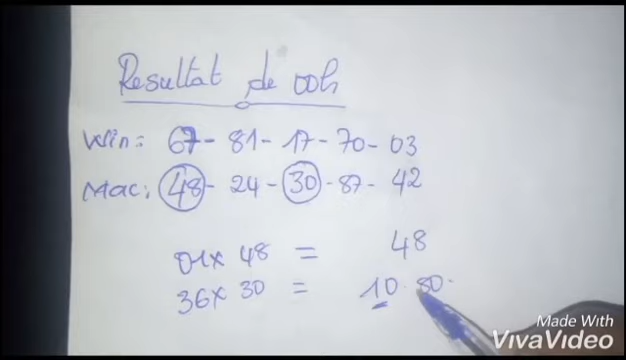 Resultat de 00h
Win: 67 - 81 - 17 - 70 - 03
Mac: 48 - 24 - 30 - 87 - 42
01x 48 = 48
36x 30 = 10.80.
Made With
VivaVideo